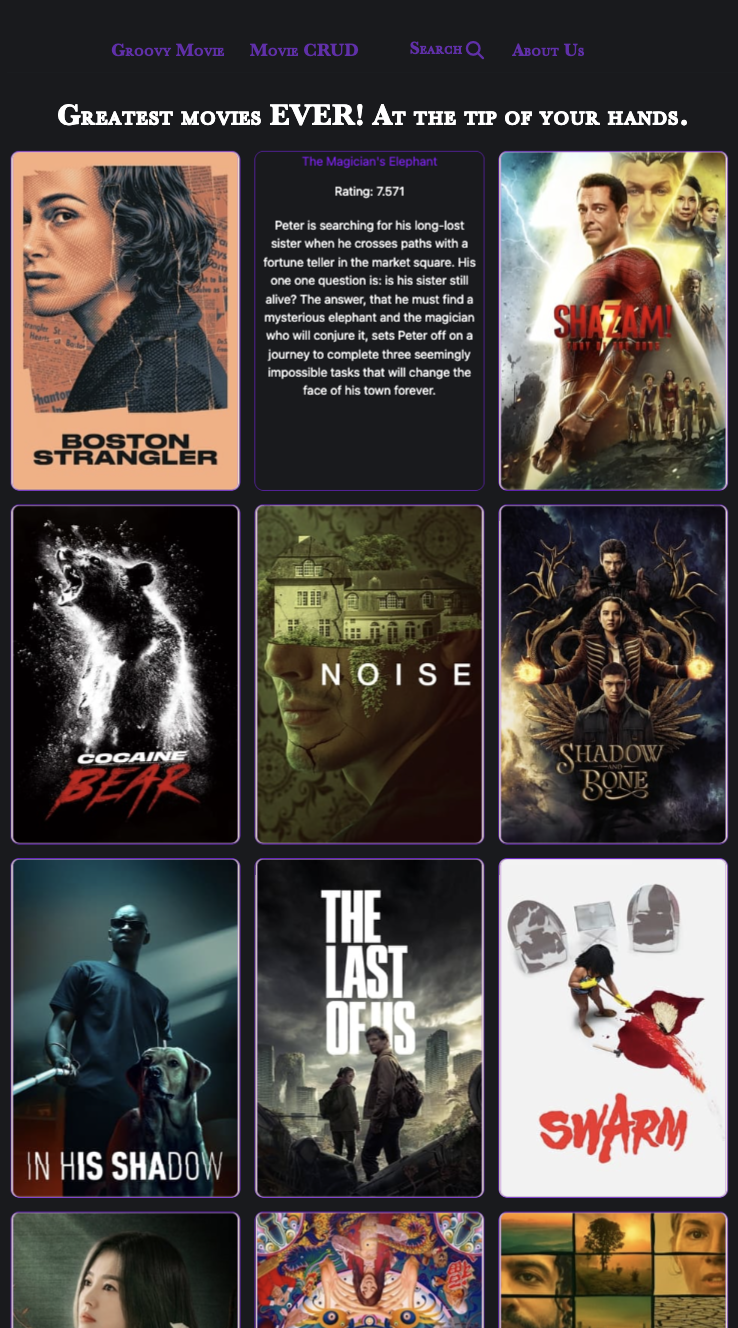 Groovy Movie Movie CRUD Search About Us
Greatest movies EVER! At the tip of your hands.
BOSTON
STRANGLER
The Magician's Elephant
Rating: 7.571
Peter is searching for his long-lost
sister when he crosses paths with a
fortune teller in the market square. His
one one question is: is his sister still
alive? The answer, that he must find a
mysterious elephant and the magician
who will conjure it, sets Peter off on a
journey to complete three seemingly
impossible tasks that will change the
face of his town forever.
SHAZAM!
FURY OF THE GODS
COCAINE
BEAR
NOISE
SHADOW
AND
BONE
IN HIS SHADOW
THE
LAST
OF US
SWARM